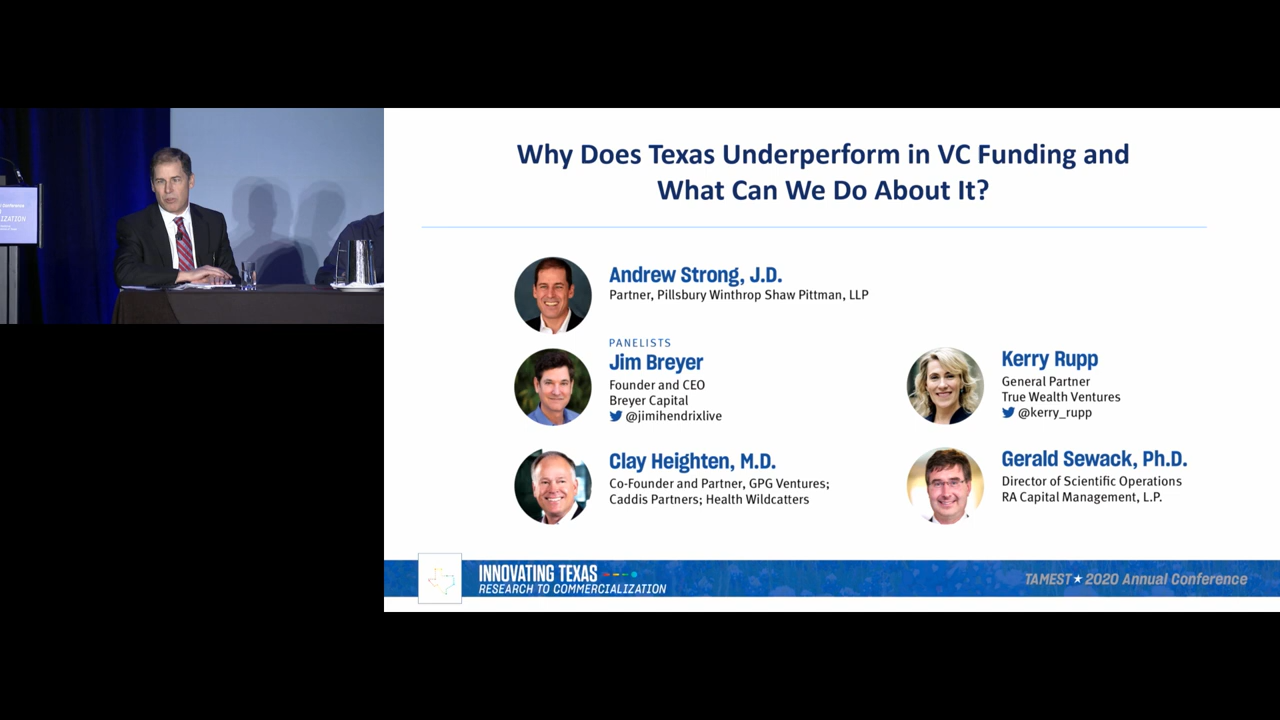 Why Does Texas Underperform in VC Funding and
What Can We Do About It?
Andrew Strong, J.D.
Partner, Pillsbury Winthrop Shaw Pittman, LLP
PANELISTS
Jim Breyer
Founder and CEO
Breyer Capital
@jimihendrixlive
Kerry Rupp
General Partner
True Wealth Ventures
@kerry_rupp
Clay Heighten, M.D.
Co-Founder and Partner, GPG Ventures;
Caddis Partners; Health Wildcatters
Gerald Sewack, Ph.D.
Director of Scientific Operations
RA Capital Management, L.P.
INNOVATING TEXAS
RESEARCH TO COMMERCIALIZATION
TAMEST★2020 Annual Conference